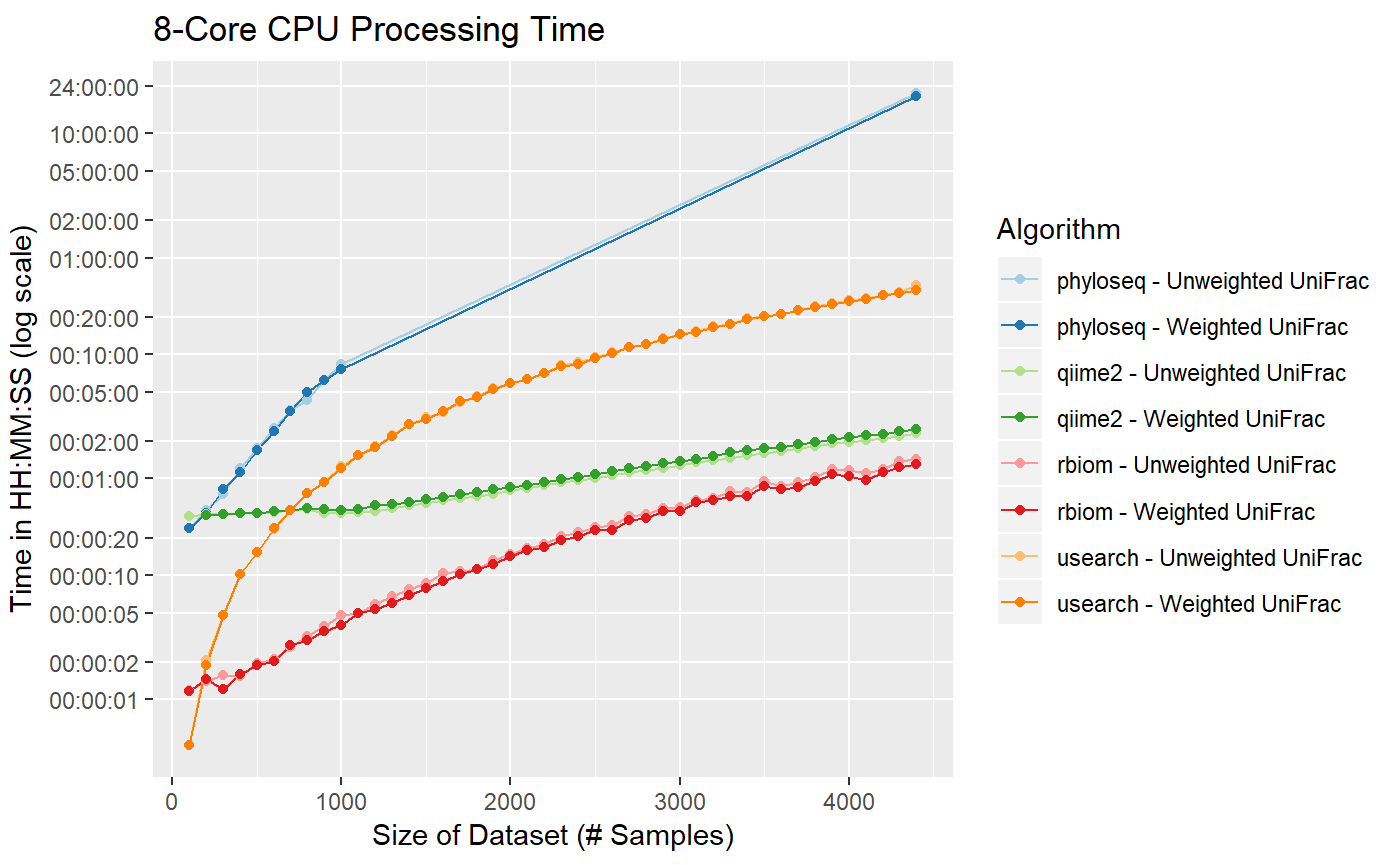 8-Core CPU Processing Time
Time in HH:MM:SS (log scale)
24:00:00
10:00:00
05:00:00
02:00:00
01:00:00
00:20:00
00:10:00
00:05:00
00:02:00
00:01:00
00:00:20
00:00:10
00:00:05
00:00:02
00:00:01
0
1000
2000
3000
4000
Size of Dataset (# Samples)
Algorithm
phyloseq - Unweighted UniFrac
phyloseq - Weighted UniFrac
qiime2 - Unweighted UniFrac
qiime2 - Weighted UniFrac
rbiom - Unweighted UniFrac
rbiom - Weighted UniFrac
usearch - Unweighted UniFrac
usearch - Weighted UniFrac